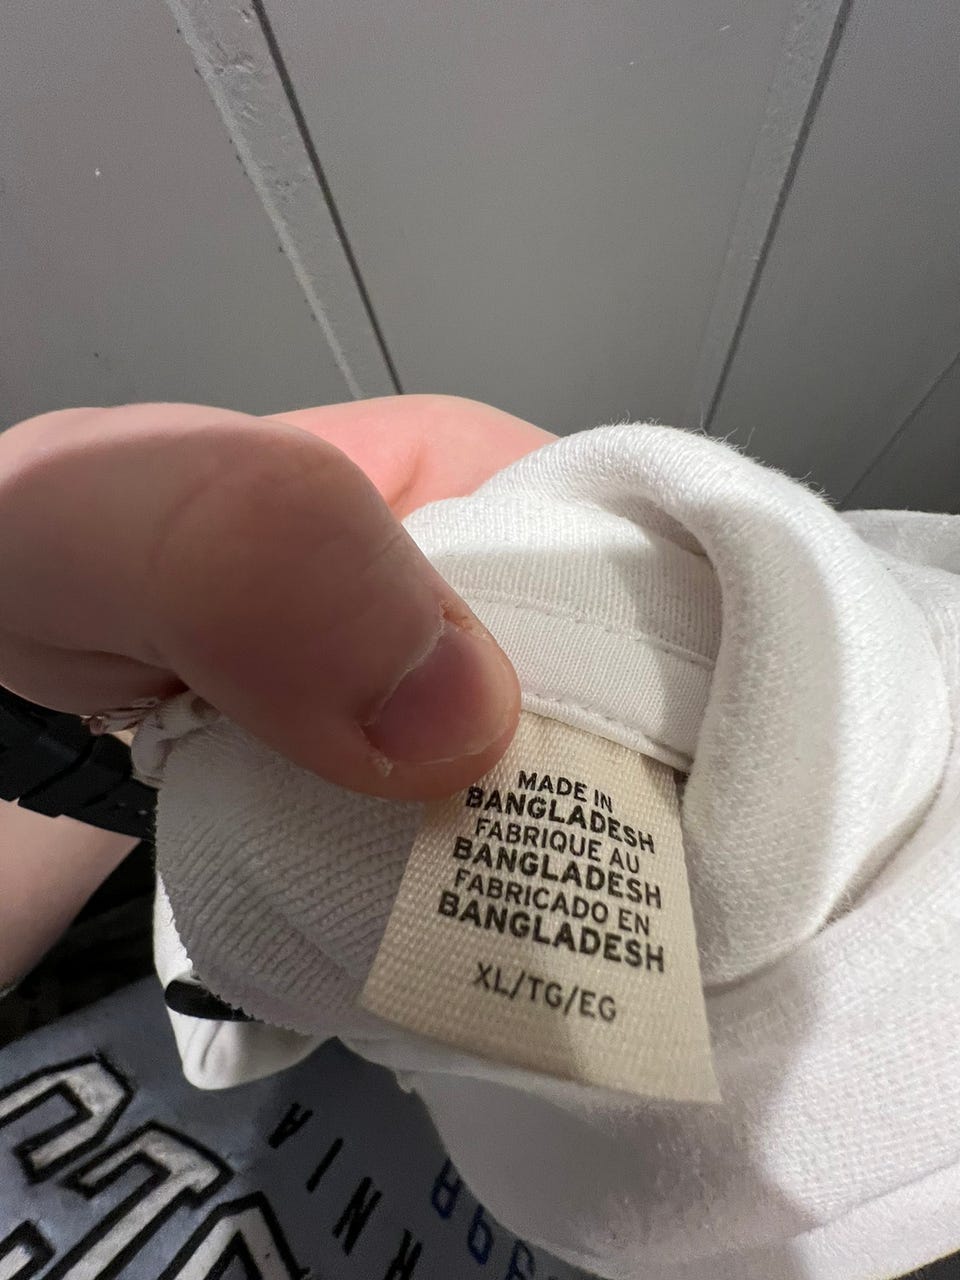 MADE IN
BANGLADESH
FABRIQUE AU
BANGLADESH
FABRICADO EN
BANGLADESH
XL/TG/EG